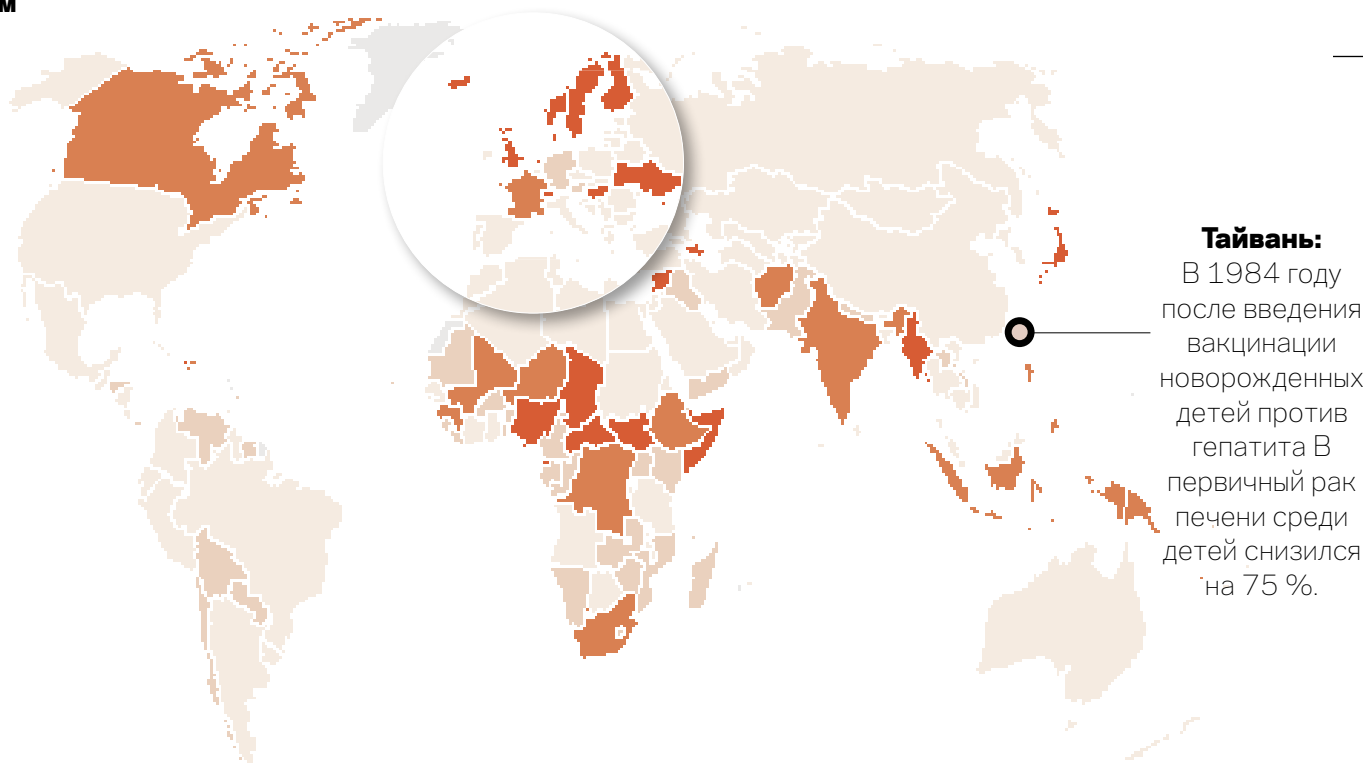 м
Тайвань:
В 1984 году
после введения
вакцинации
новорожденных
детей против
гепатита В
первичный рак
печени среди
детей снизился
на 75 %.